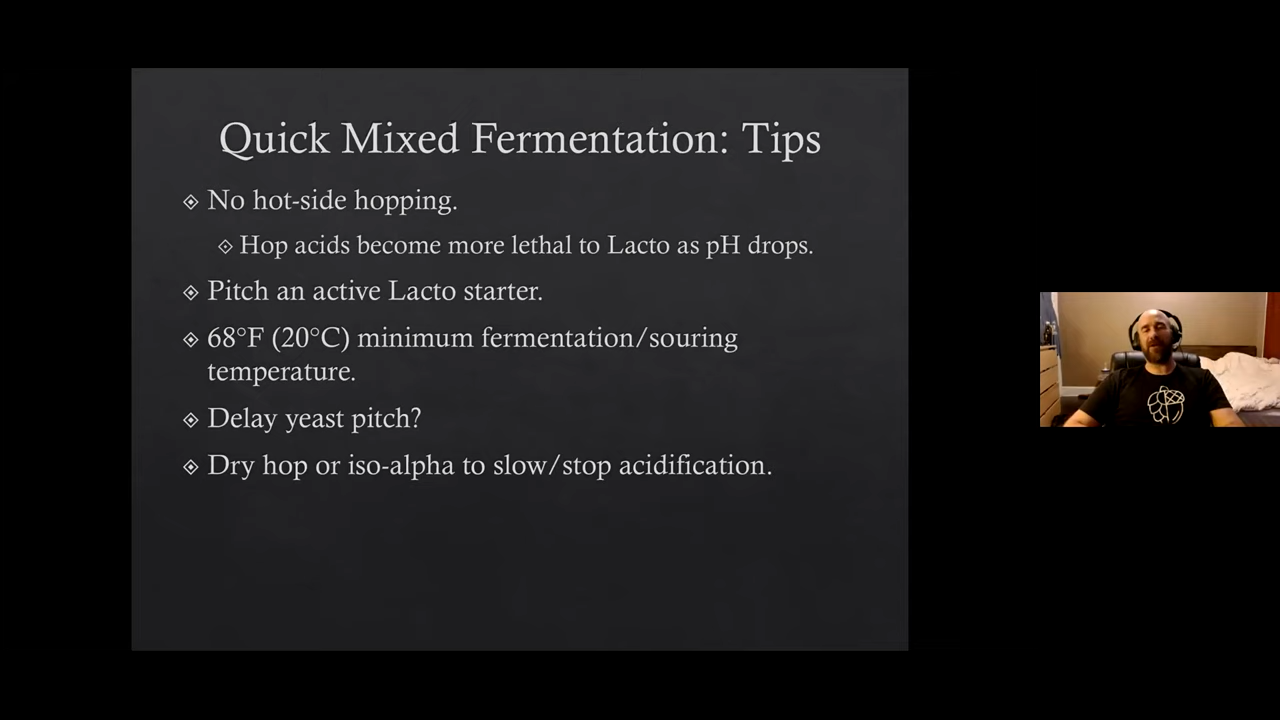 Quick Mixed Fermentation: Tips
No hot-side hopping.
Hop acids become more lethal to Lacto as pH drops.
Pitch an active Lacto starter.
68°F (20°C) minimum fermentation/souring
temperature.
Delay yeast pitch?
Dry hop or iso-alpha to slow/stop acidification.